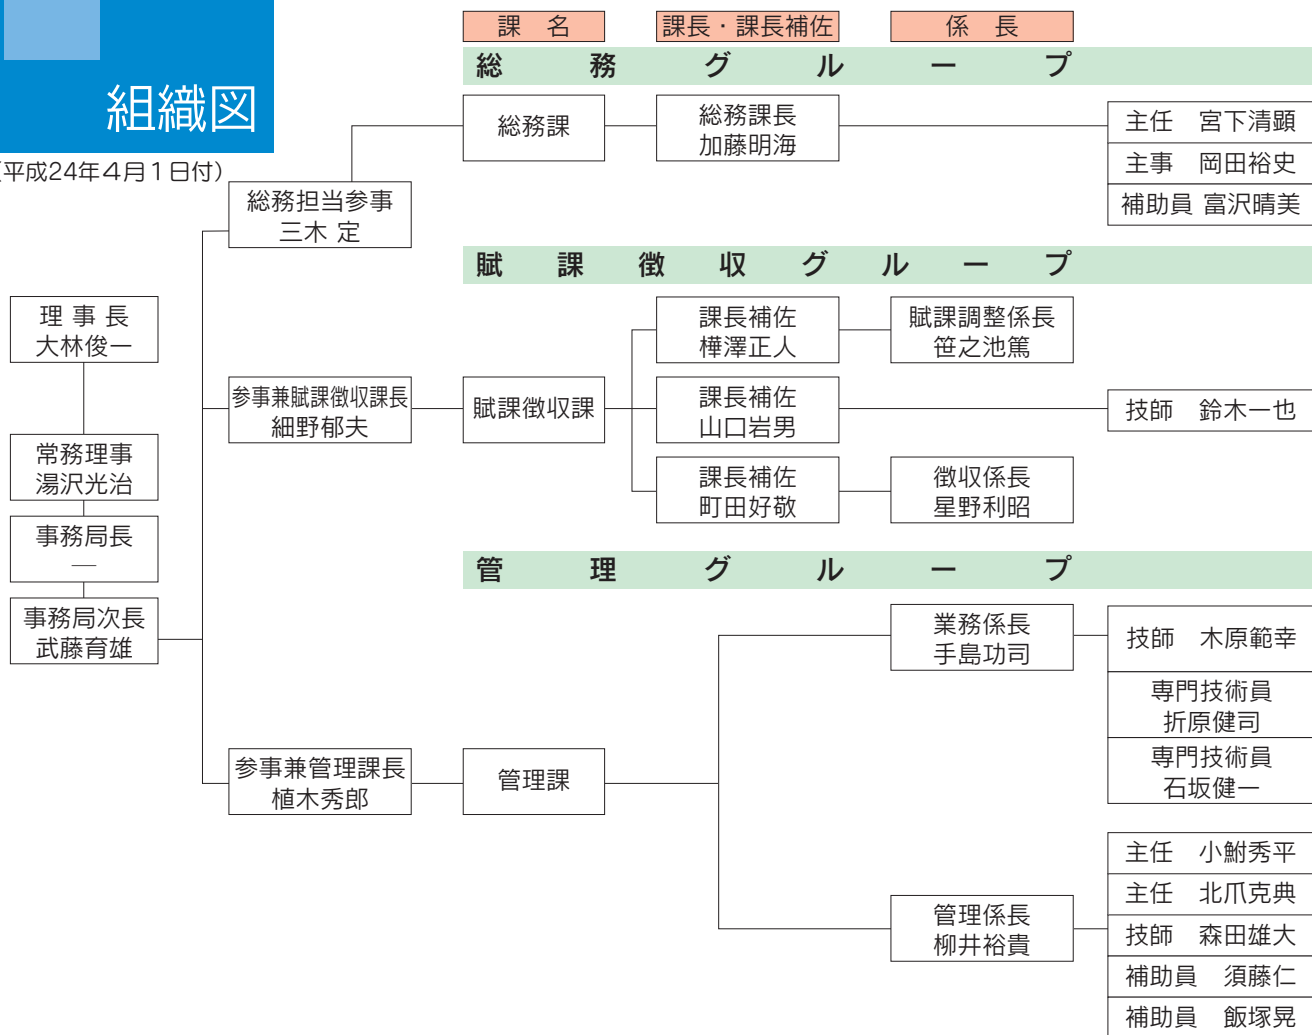 組織図
(平成24年4月1日付)
課 名
課長・課長補佐
係 長
総務グループ
総務担当参事
三木 定
総務課
総務課長
加藤明海
主任 宮下清顕
主事 岡田裕史
補助員 富沢晴美
賦課徴収グループ
理 事 長
大林俊一
常務理事
湯沢光治
事務局長
―
事務局次長
武藤育雄
参事兼賦課徴収課長
細野郁夫
賦課徴収課
課長補佐
樺澤正人
賦課調整係長
笹之池篤
課長補佐
山口岩男
技師 鈴木一也
課長補佐
町田好敬
徴収係長
星野利昭
管理グループ
参事兼管理課長
植木秀郎
管理課
業務係長
手島功司
技師 木原範幸
専門技術員
折原健司
専門技術員
石坂健一
管理係長
柳井裕貴
主任 小鮒秀平
主任 北爪克典
技師 森田雄大
補助員 須藤仁
補助員 飯塚晃